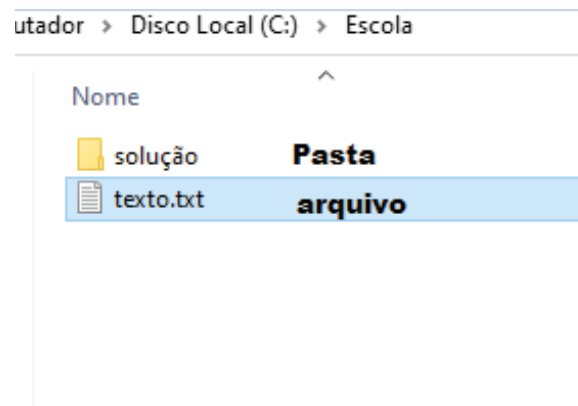 utador > Disco Local (C:) > Escola
Nome
solução Pasta
texto.txt arquivo